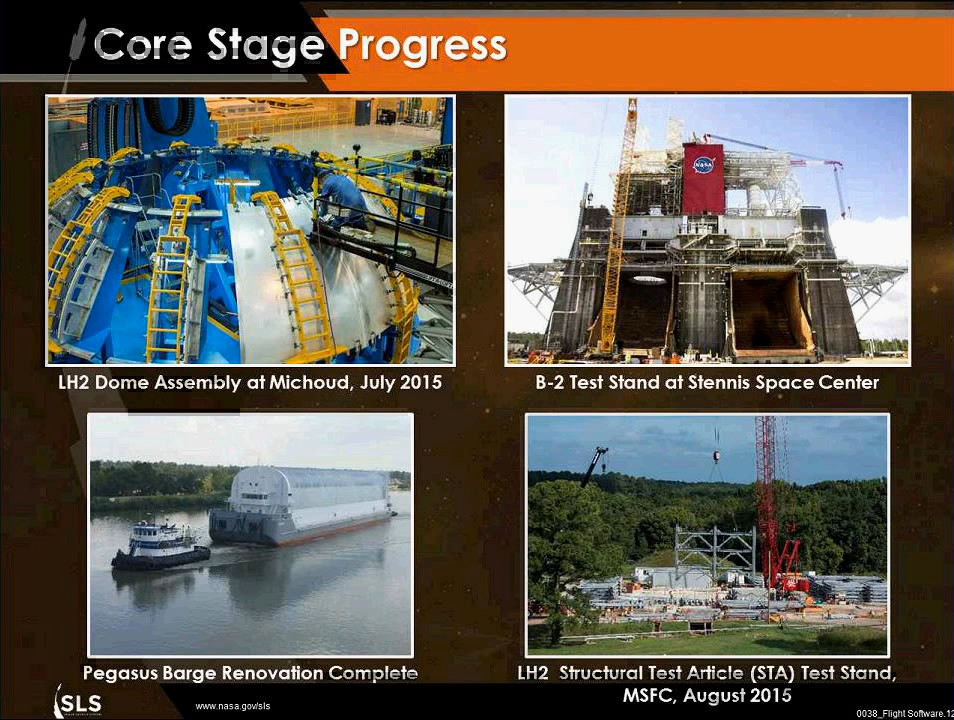 Core Stage Progress
NASA
LH2 Dome Assembly at Michoud, July 2015
B-2 Test Stand at Stennis Space Center
Pegasus Barge Renovation Complete
LH2 Structural Test Article (STA) Test Stand,
MSFC, August 2015
SLS
www.nasa.gov/sls
0038_Flight Software.12